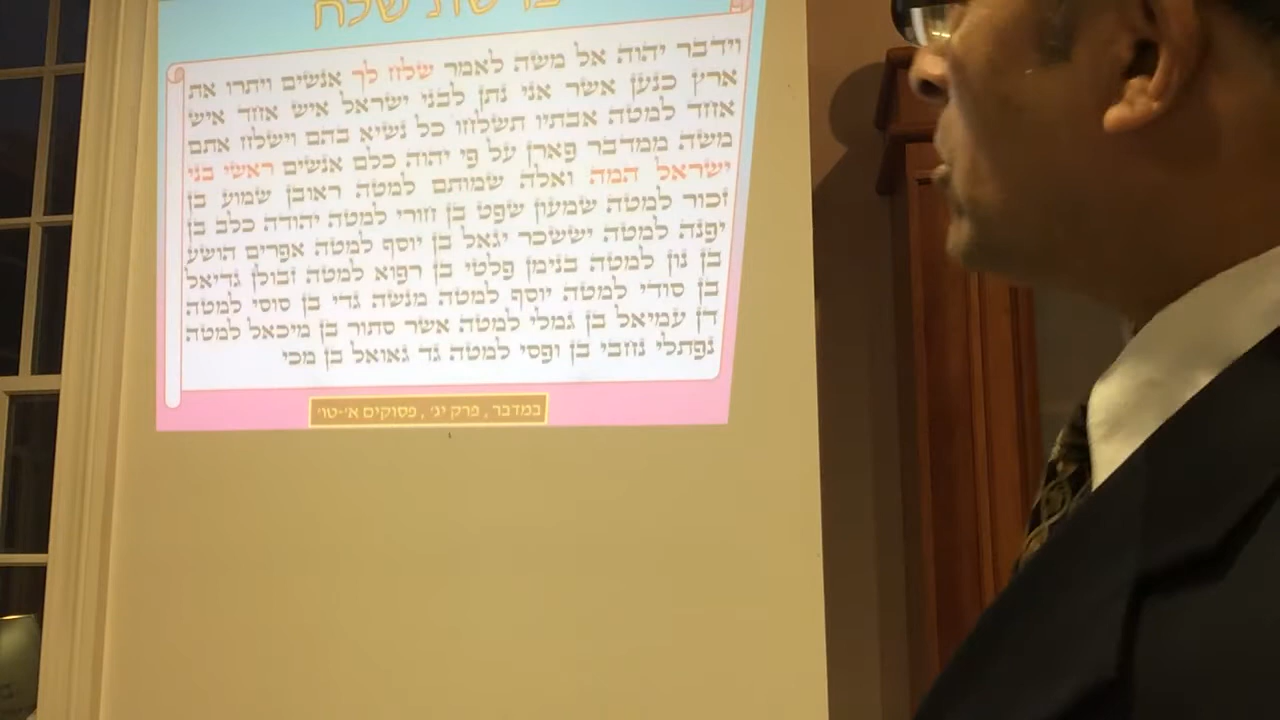 פרשת שלח
וידבר יהוה אל משה לאמר שלח לך אנשים ויתרו את
ארץ כנען אשר אני נתן לבני ישראל איש אחד איש
אחד למטה אבתיו תשלחו כל נשיא בהם וישלח אתם
משה ממדבר פארן על פי יהוה כלם אנשים ראשי בני
ישראל המה ואלה שמותם למטה ראובן שמוע בן
זכור למטה שמעון שפט בן חורי למטה יהודה כלב בן
יפנה למטה יששכר יגאל בן יוסף למטה אפרים הושע
בן נון למטה בנימן פלטי בן רפוא למטה זבולן גדיאל
בן סודי למטה יוסף למטה מנשה גדי בן סוסי למטה
דן עמיאל בן גמלי למטה אשר סתור בן מיכאל למטה
נפתלי נחבי בן ופסי למטה גד גאואל בן מכי
במדבר , פרק יג׳ , פסוקים א׳-טו׳